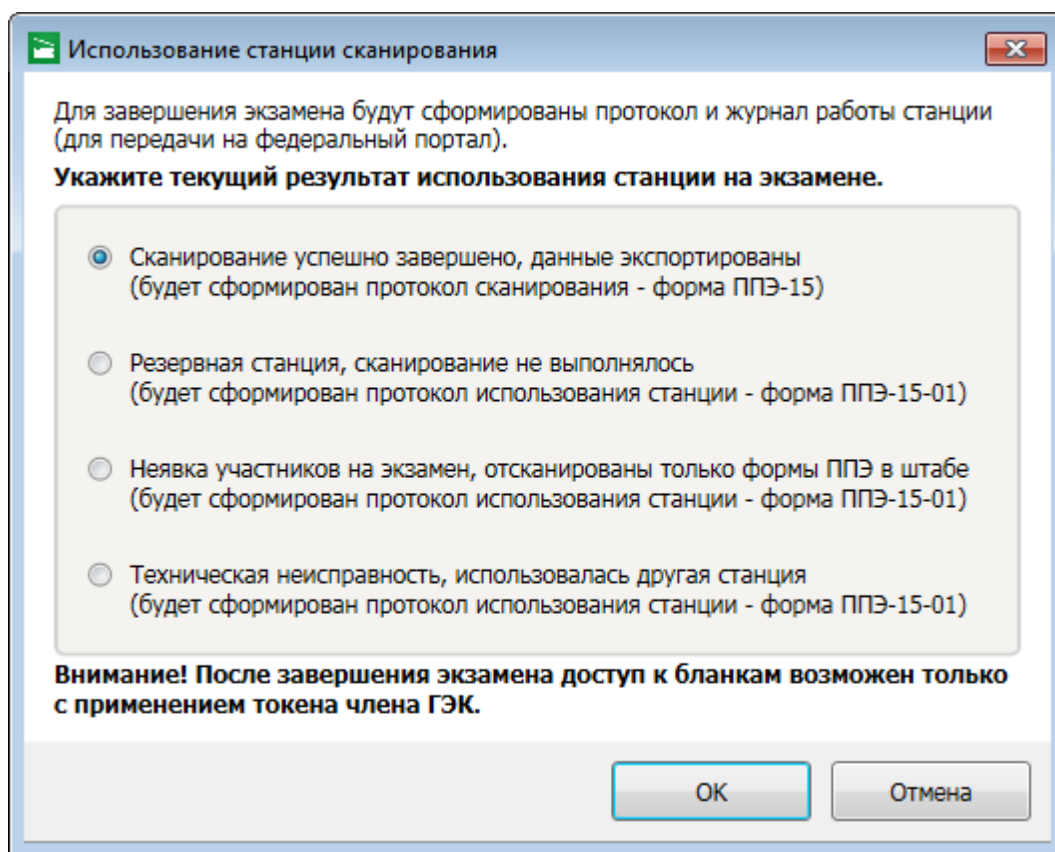 Использование станции сканирования
Для завершения экзамена будут сформированы протокол и журнал работы станции
(для передачи на федеральный портал).
Укажите текущий результат использования станции на экзамене.
Сканирование успешно завершено, данные экспортированы
(будет сформирован протокол сканирования - форма ППЭ-15)
Резервная станция, сканирование не выполнялось
(будет сформирован протокол использования станции - форма ППЭ-15-01)
Неявка участников на экзамен, отсканированы только формы ППЭ в штабе
(будет сформирован протокол использования станции - форма ППЭ-15-01)
Техническая неисправность, использовалась другая станция
(будет сформирован протокол использования станции - форма ППЭ-15-01)
Внимание! После завершения экзамена доступ к бланкам возможен только
с применением токена члена ГЭК.
OK
Отмена